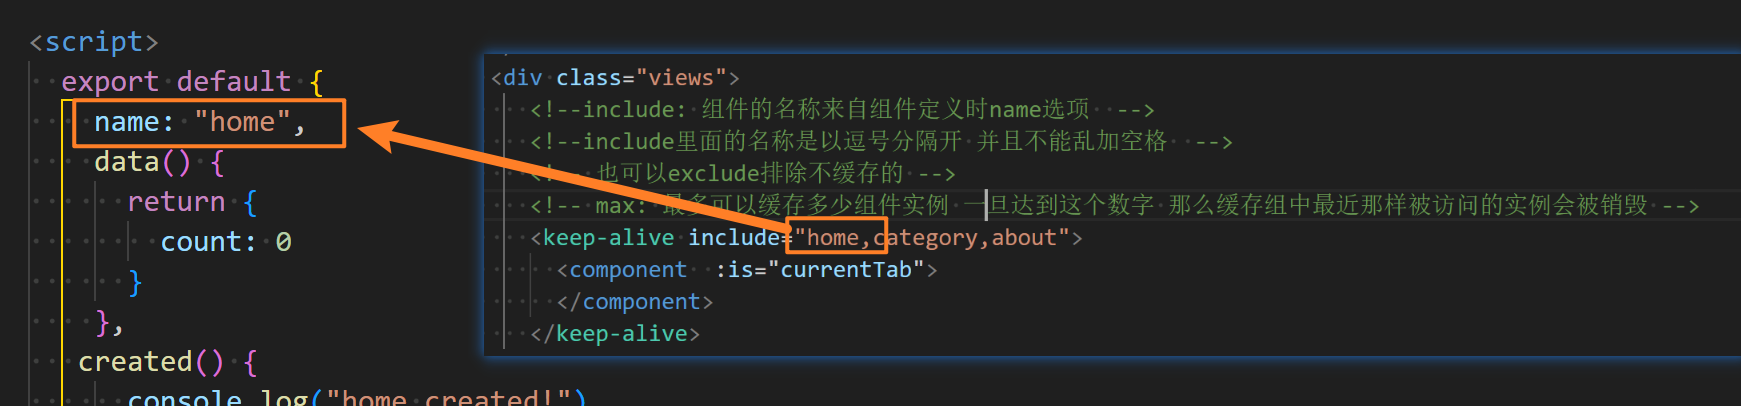 <script>
export default {
name: "home",
data() {
return {
count: 0
}
},
created() {
console.log("home created!")
<div class="views">
<!--include: 组件的名称来自组件定义时name选项 -->
<!--include里面的名称是以逗号分隔开 并且不能乱加空格 -->
<!-- 也可以exclude排除不缓存的 -->
<!-- max: 最多可以缓存多少组件实例 一旦达到这个数字 那么缓存组中最近那样被访问的实例会被销毁 -->
<keep-alive include="home,category,about">
<component :is="currentTab">
</component>
</keep-alive>